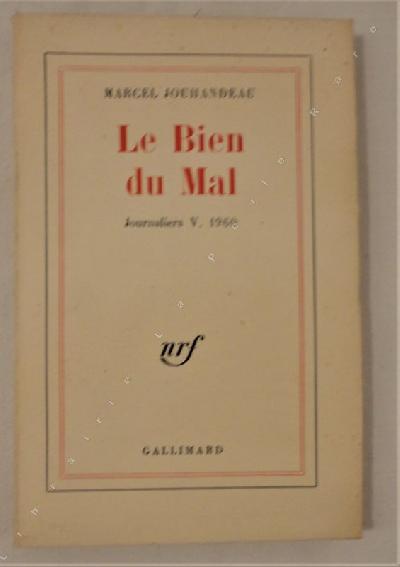 MARCEL JOUHANDEAU
Le Bien
du Mal
Journaliers V, 1960
nrf
GALLIMARD